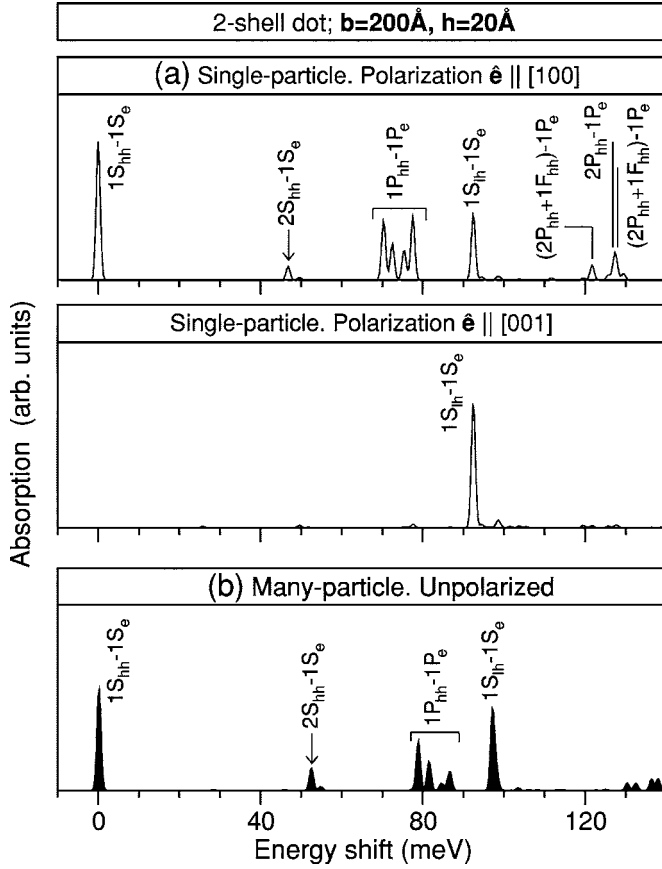 2-shell dot; b=200Å, h=20Å
(a) Single-particle. Polarization ê || [100]
1S_hh-1S_e
2S_hh-1S_e
1P_hh-1P_e
1S_lh-1S_e
(2P_hh+1F_hh)-1P_e
2P_hh-1P_e
(2P_hh+1F_hh)-1P_e
Single-particle. Polarization ê || [001]
1S_lh-1S_e
Absorption (arb. units)
(b) Many-particle. Unpolarized
1S_hh-1S_e
2S_hh-1S_e
1P_hh-1P_e
1S_lh-1S_e
0 40 80 120
Energy shift (meV)